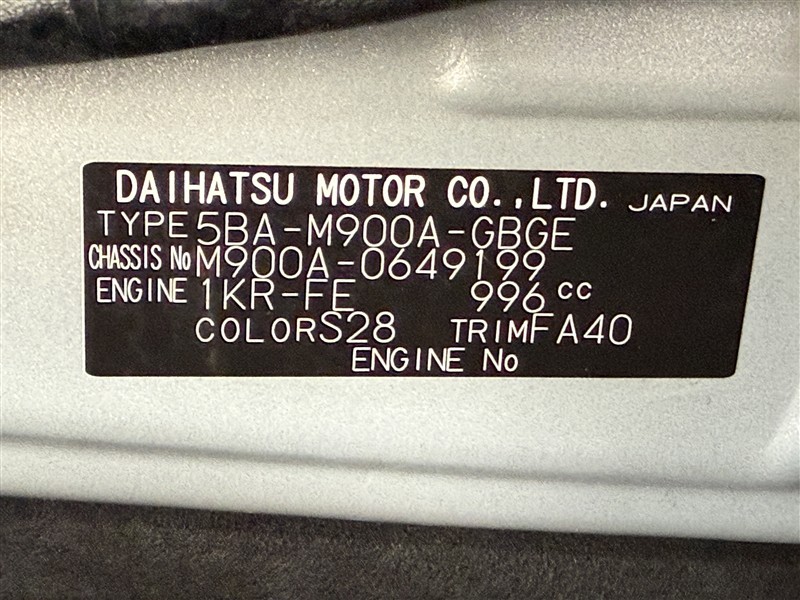 DAIHATSU MOTOR CO.,LTD. JAPAN
TYPE 5BA-M900A-GBGE
CHASSIS No M900A-0649199
ENGINE 1KR-FE 996 cc
COLOR S28 TRIM FA40
ENGINE No